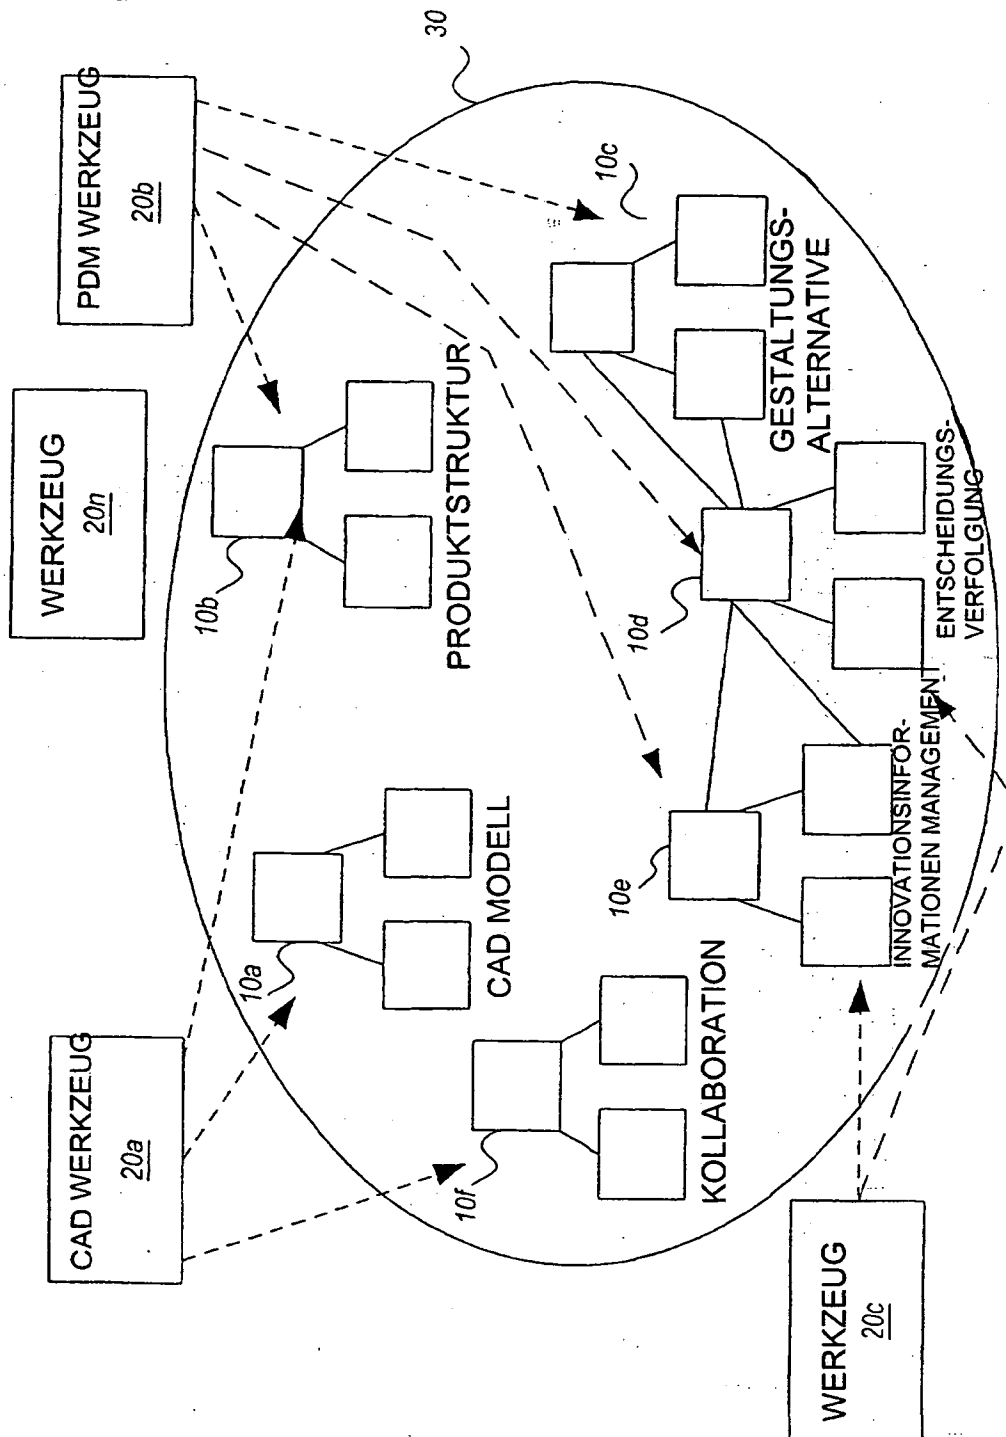 CAD WERKZEUG
20a
WERKZEUG
20n
PDM WERKZEUG
20b
30
10b
PRODUKTSTRUKTUR
10a
CAD MODELL
10c
GESTALTUNGS-
ALTERNATIVE
10f
KOLLABORATION
10e
INNOVATIONSINFOR-
MATIONEN MANAGEMENT
10d
ENTSCHEIDUNGS-
VERFOLGUNG
WERKZEUG
20c